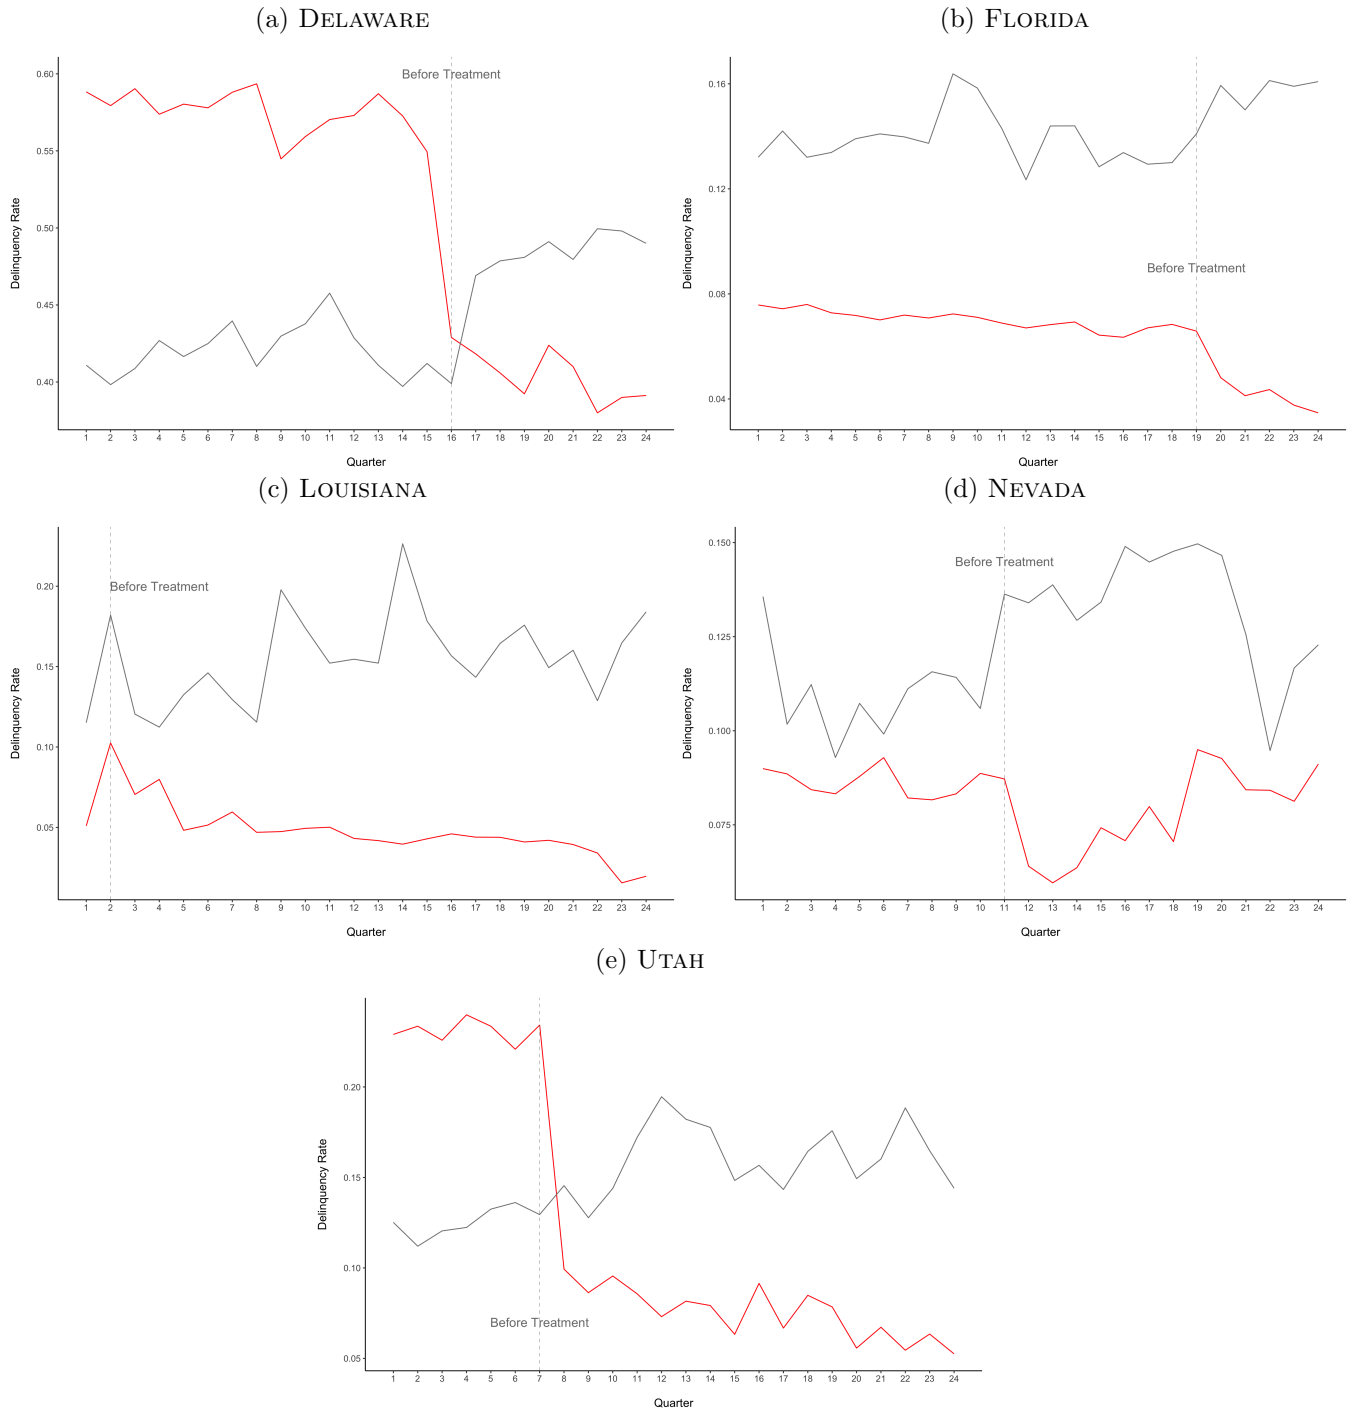 (a) DELAWARE
Before Treatment
0.60
0.55
0.50
0.45
0.40
Delinquency Rate
1 2 3 4 5 6 7 8 9 10 11 12 13 14 15 16 17 18 19 20 21 22 23 24
Quarter
(b) FLORIDA
0.16
0.12
0.08
0.04
Before Treatment
Delinquency Rate
1 2 3 4 5 6 7 8 9 10 11 12 13 14 15 16 17 18 19 20 21 22 23 24
Quarter
(c) LOUISIANA
Before Treatment
0.20
0.15
0.10
0.05
Delinquency Rate
1 2 3 4 5 6 7 8 9 10 11 12 13 14 15 16 17 18 19 20 21 22 23 24
Quarter
(d) NEVADA
Before Treatment
0.150
0.125
0.100
0.075
Delinquency Rate
1 2 3 4 5 6 7 8 9 10 11 12 13 14 15 16 17 18 19 20 21 22 23 24
Quarter
(e) UTAH
0.20
0.15
0.10
0.05
Delinquency Rate
Before Treatment
1 2 3 4 5 6 7 8 9 10 11 12 13 14 15 16 17 18 19 20 21 22 23 24
Quarter